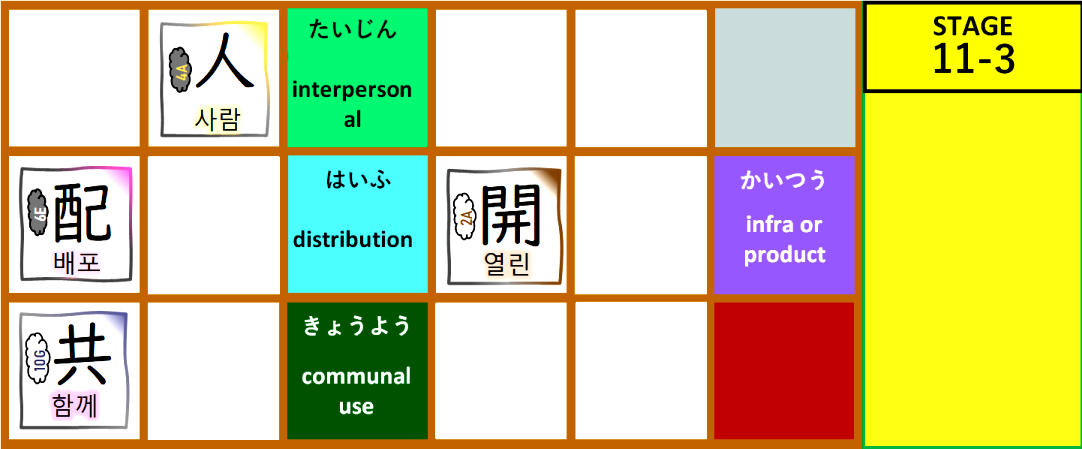 4A
人
사람
たいじん
interperson
al
STAGE
11-3
6E
配
배포
はいふ
distribution
2A
開
열린
かいつう
infra or
product
10G
共
함께
きょうよう
communal
use